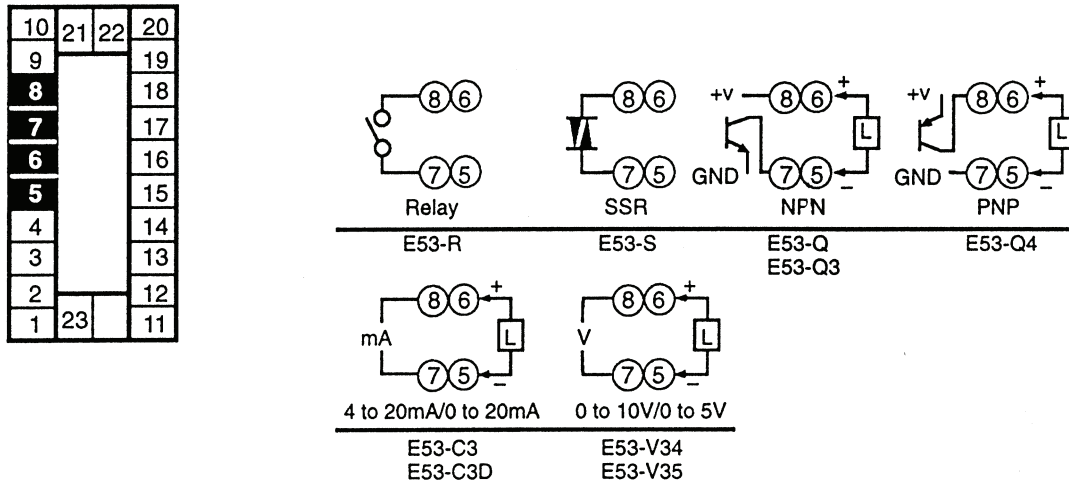 10 21 22 20
9 19
8 18
7 17
6 16
5 15
4 14
3 13
2 12
1 23 11
8 6 8 6 +V 8 6 + +V 8 6 +
L L
7 5 7 5 GND 7 5 – GND 7 5 –
Relay SSR NPN PNP
E53-R E53-S E53-Q E53-Q4
E53-Q3
8 6 + 8 6 +
mA L V L
7 5 – 7 5 –
4 to 20mA/0 to 20mA 0 to 10V/0 to 5V
E53-C3 E53-V34
E53-C3D E53-V35